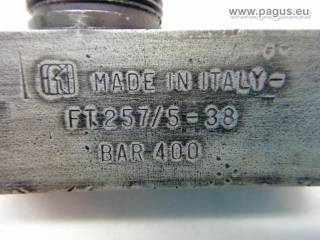 © www.pagus.eu
MADE IN ITALY
FT 257/5-38
BAR 400